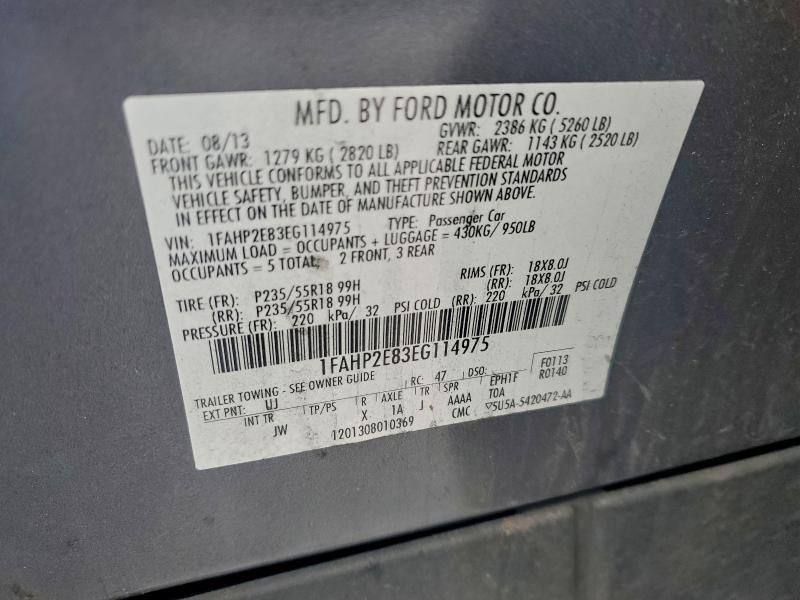 MFD. BY FORD MOTOR CO.
DATE: 08/13 GVWR: 2386 KG ( 5260 LB)
FRONT GAWR: 1279 KG ( 2820 LB) REAR GAWR: 1143 KG ( 2520 LB)
THIS VEHICLE CONFORMS TO ALL APPLICABLE FEDERAL MOTOR
VEHICLE SAFETY, BUMPER, AND THEFT PREVENTION STANDARDS
IN EFFECT ON THE DATE OF MANUFACTURE SHOWN ABOVE.
VIN: 1FAHP2E83EG114975 TYPE: Passenger Car
MAXIMUM LOAD = OCCUPANTS + LUGGAGE = 430KG/ 950LB
OCCUPANTS = 5 TOTAL, 2 FRONT, 3 REAR
TIRE (FR): P235/55R18 99H RIMS (FR): 18X8.0J
(RR): P235/55R18 99H (RR): 18X8.0J
PRESSURE (FR): 220 kPa/ 32 PSI COLD (RR): 220 kPa/ 32 PSI COLD
1FAHP2E83EG114975
TRAILER TOWING - SEE OWNER GUIDE F0113
EXT PNT: UJ RC: 47 DSO: R0140
INT TR TP/PS R AXLE TR SPR EPH1F
JW X 1A J AAAA TOA
1201308010369 CMC ▽5U5A-5420472-AA